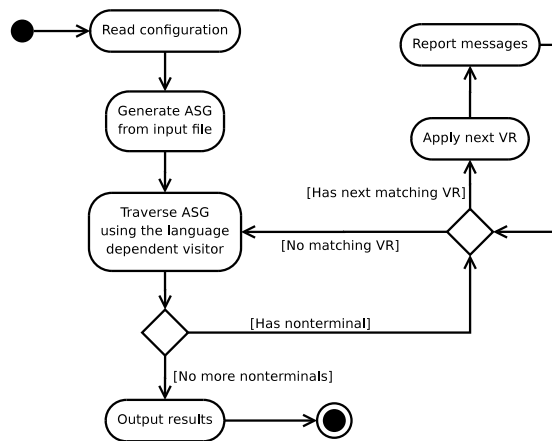 Read configuration
Report messages
Generate ASG
from input file
Apply next VR
[Has next matching VR]
Traverse ASG
using the language
dependent visitor
[No matching VR]
[Has nonterminal]
[No more nonterminals]
Output results